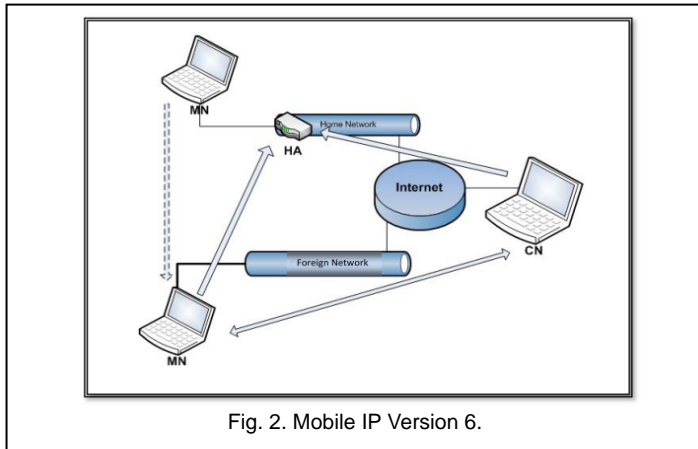 MN
Home Network
HA
Internet
CN
Foreign Network
MN
Fig. 2. Mobile IP Version 6.